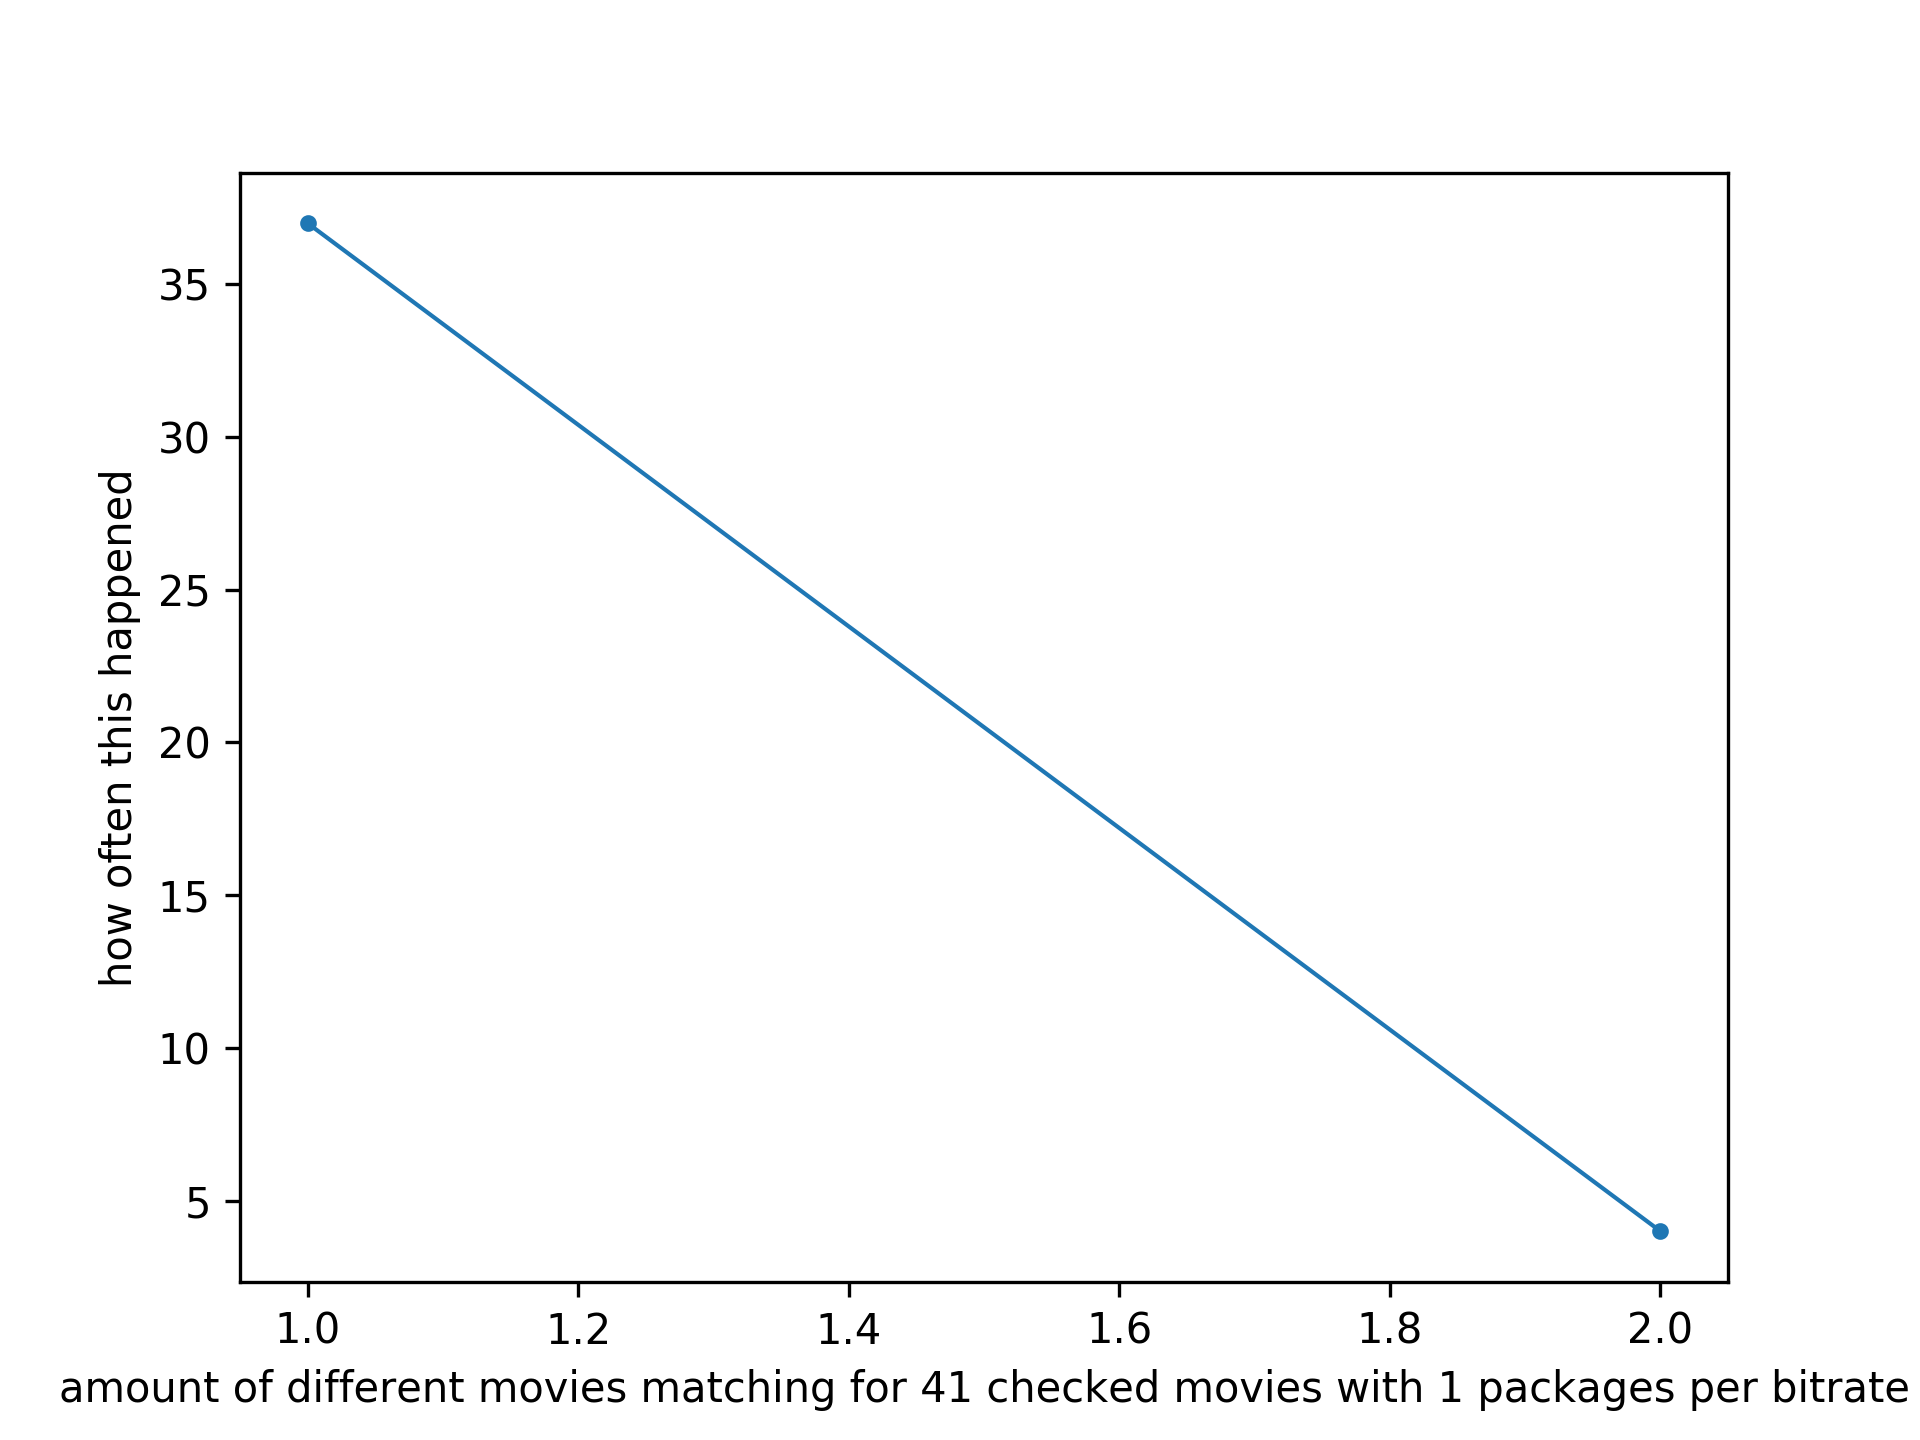 35
30
25
20
15
10
5
how often this happened
1.0 1.2 1.4 1.6 1.8 2.0
amount of different movies matching for 41 checked movies with 1 packages per bitrate